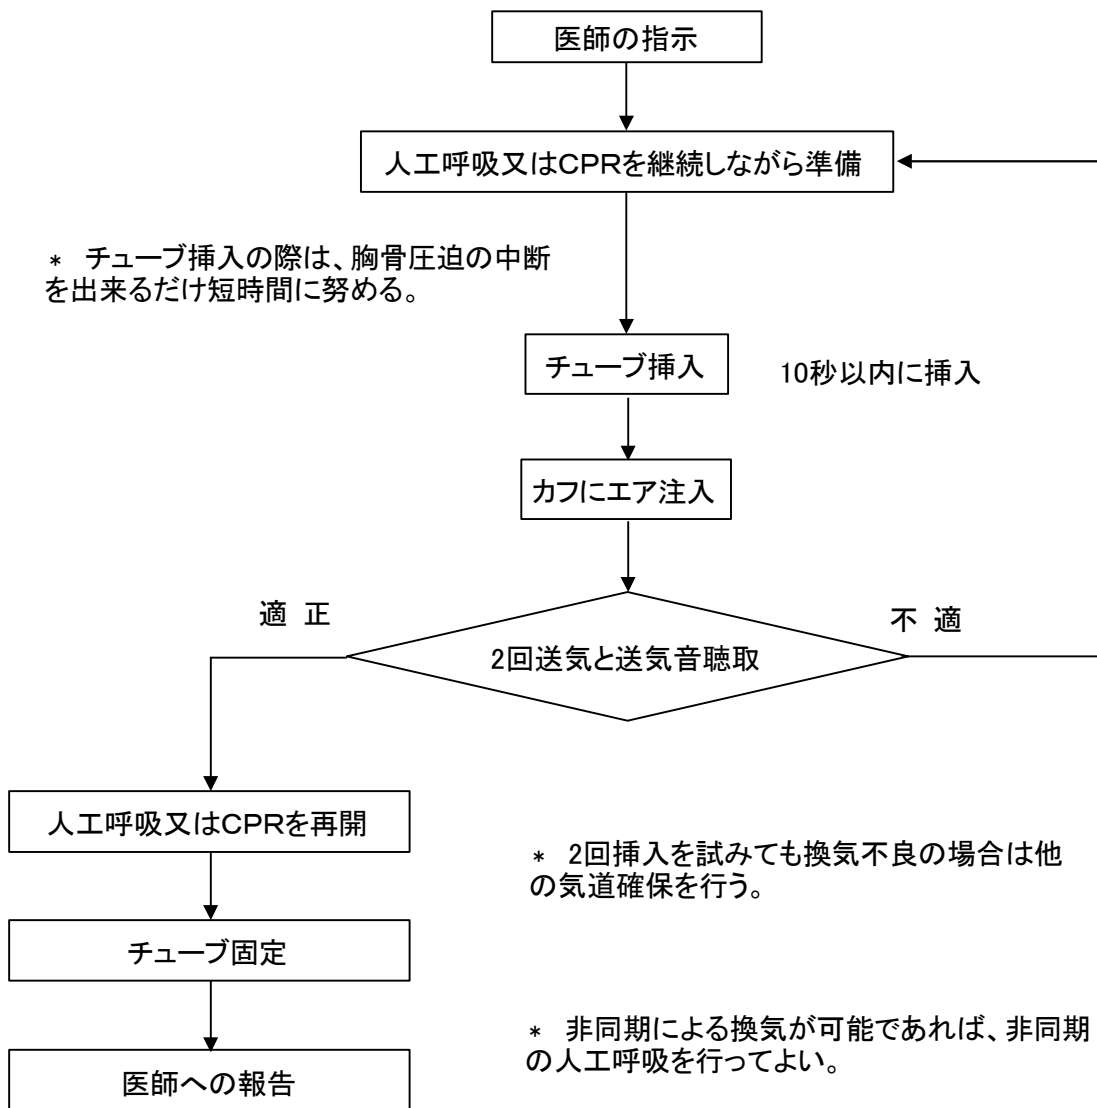 医師の指示
人工呼吸又はCPRを継続しながら準備
* チューブ挿入の際は、胸骨圧迫の中断
を出来るだけ短時間に努める。
チューブ挿入
10秒以内に挿入
カフにエア注入
適 正
不 適
2回送気と送気音聴取
人工呼吸又はCPRを再開
* 2回挿入を試みても換気不良の場合は他
の気道確保を行う。
チューブ固定
* 非同期による換気が可能であれば、非同期
の人工呼吸を行ってよい。
医師への報告